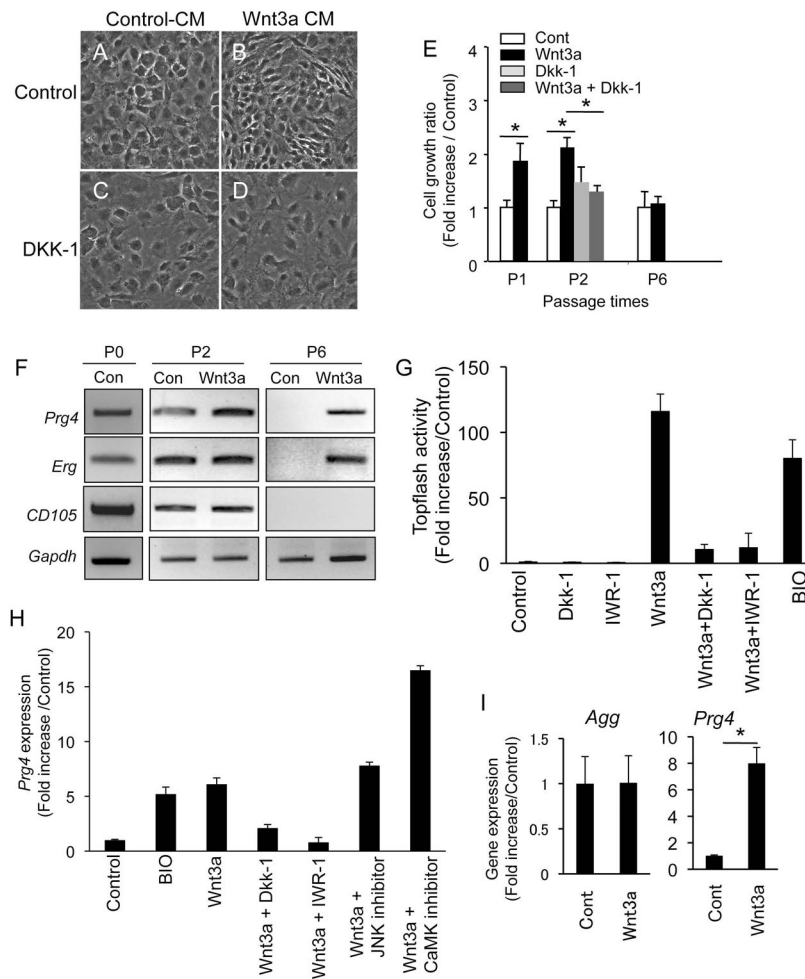 Control-CM Wnt3a CM
A B
Control
C D
DKK-1
E
Cont
Wnt3a
Dkk-1
Wnt3a + Dkk-1
Cell growth ratio
(Fold increase / Control)
4
3
2
1
0
* * *
P1 P2 P6
Passage times
F
P0 P2 P6
Con Con Wnt3a Con Wnt3a
Prg4
Erg
CD105
Gapdh
G
Topflash activity
(Fold increase/Control)
150
100
50
0
Control
Dkk-1
IWR-1
Wnt3a
Wnt3a+Dkk-1
Wnt3a+IWR-1
BIO
H
Prg4 expression
(Fold increase /Control)
20
15
10
5
0
Control
BIO
Wnt3a
Wnt3a + Dkk-1
Wnt3a + IWR-1
Wnt3a +
JNK inhibitor
Wnt3a +
CaMK inhibitor
I
Agg Prg4
Gene expression
(Fold increase/Control)
1.5
1
0.5
0
Cont
Wnt3a
10
8
6
4
2
0
*
Cont
Wnt3a